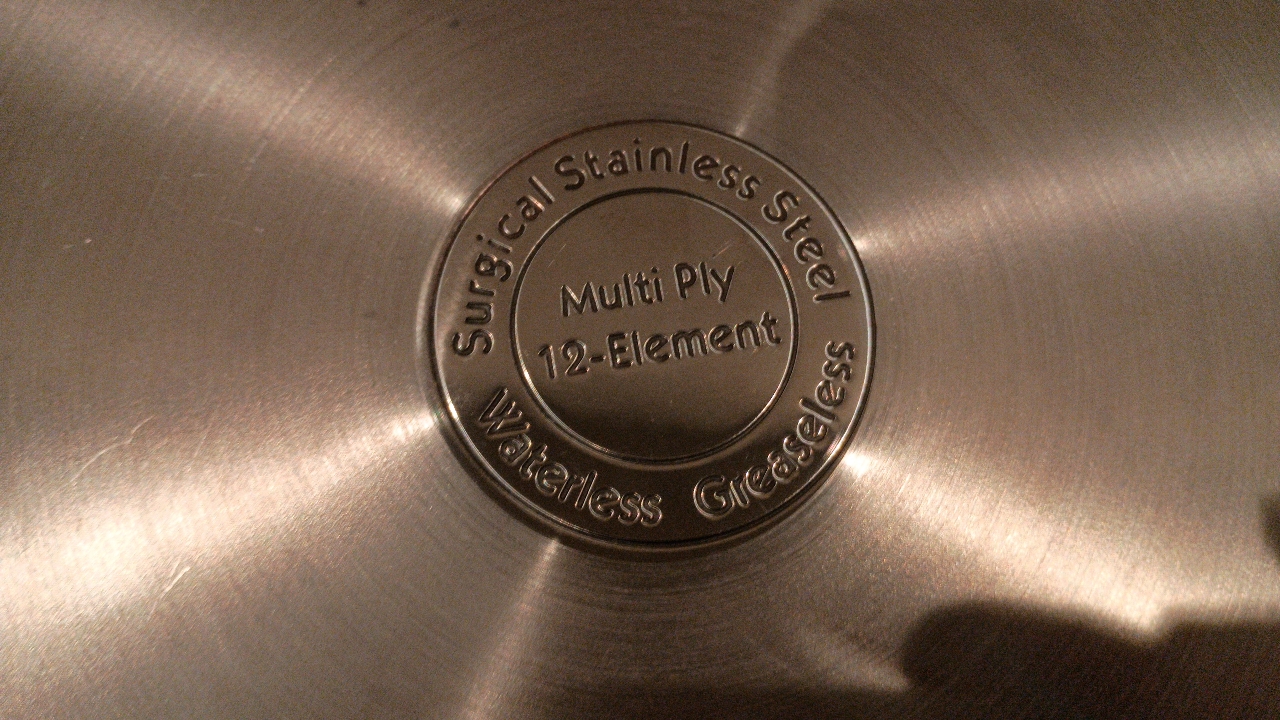 Surgical Stainless Steel
Multi Ply
12-Element
Waterless Greaseless